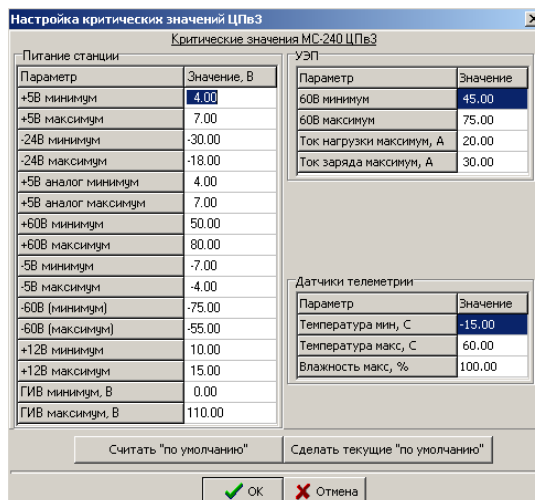 Настройка критических значений ЦПв3
Критические значения МС-240 ЦПв3
Питание станции
Параметр Значение, В
+5В минимум 4.00
+5В максимум 7.00
-24В минимум -30.00
-24В максимум -18.00
+5В аналог минимум 4.00
+5В аналог максимум 7.00
+60В минимум 50.00
+60В максимум 80.00
-5В минимум -7.00
-5В максимум -4.00
-60В (минимум) -75.00
-60В (максимум) -55.00
+12В минимум 10.00
+12В максимум 15.00
ГИВ минимум, В 0.00
ГИВ максимум, В 110.00
УЭП
Параметр Значение
60В минимум 45.00
60В максимум 75.00
Ток нагрузки максимум, А 20.00
Ток заряда максимум, А 30.00
Датчики телеметрии
Параметр Значение
Температура мин, С -15.00
Температура макс, С 60.00
Влажность макс, % 100.00
Считать "по умолчанию" Сделать текущие "по умолчанию"
OK Отмена